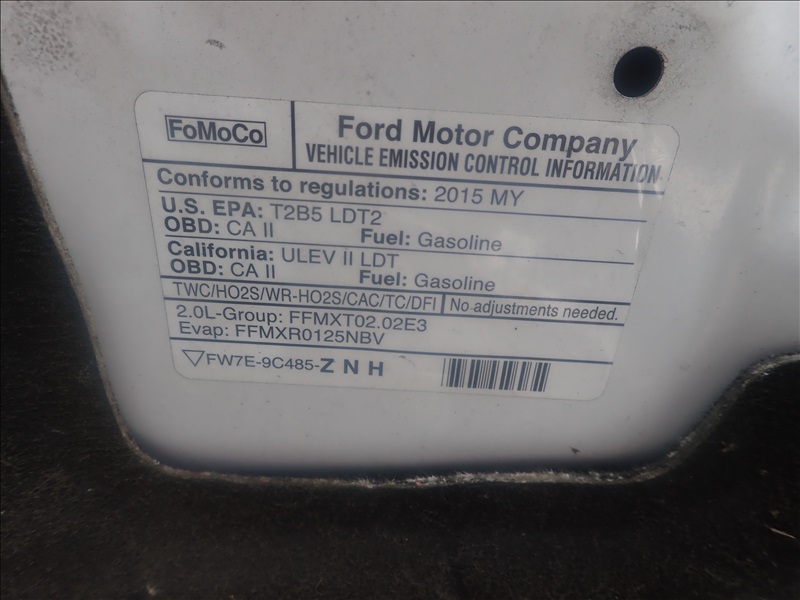 FoMoCo
Ford Motor Company
VEHICLE EMISSION CONTROL INFORMATION
Conforms to regulations: 2015 MY
U.S. EPA: T2B5 LDT2
OBD: CA II Fuel: Gasoline
California: ULEV II LDT
OBD: CA II Fuel: Gasoline
TWC/HO2S/WR-HO2S/CAC/TC/DFI No adjustments needed.
2.0L-Group: FFMXT02.02E3
Evap: FFMXR0125NBV
▽FW7E-9C485-Z N H